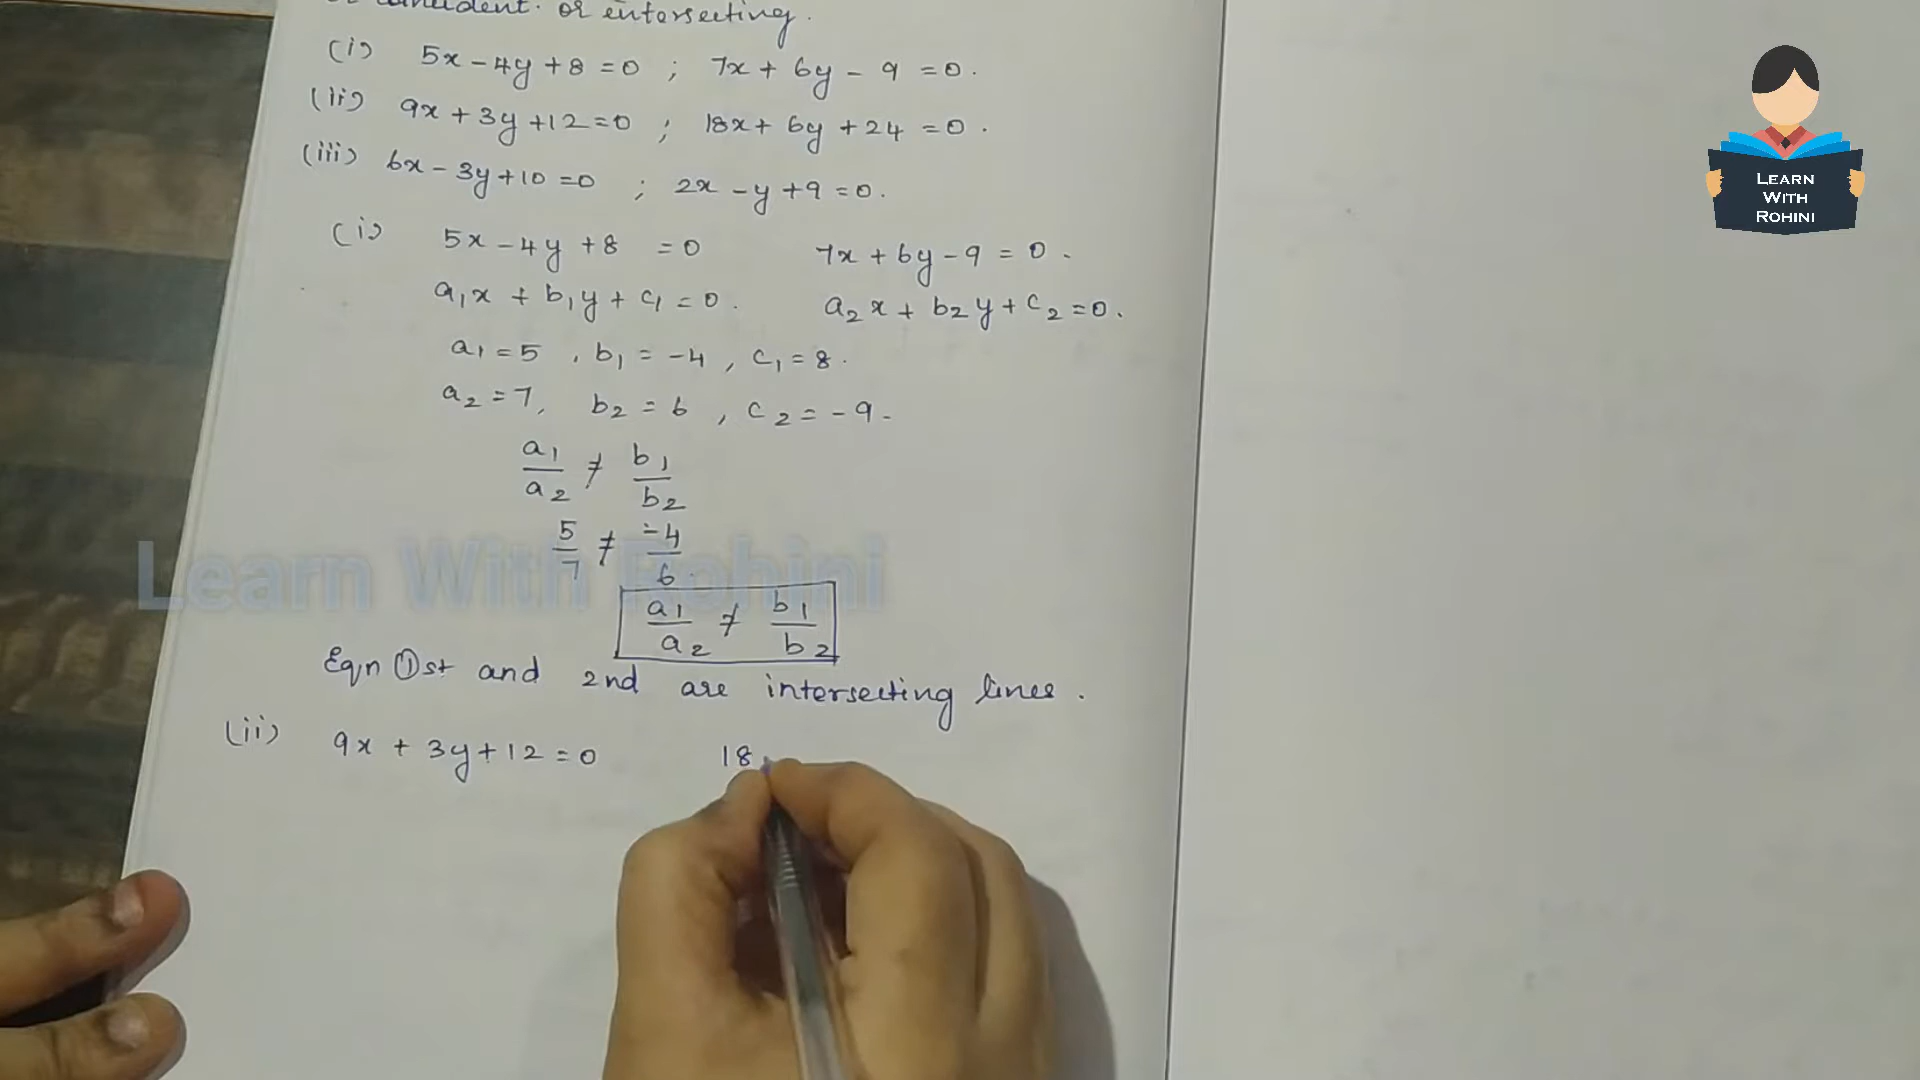 coincident. or intersecting.
(i) 5x - 4y + 8 = 0 ; 7x + 6y - 9 = 0.
(ii) 9x + 3y + 12 = 0 ; 18x + 6y + 24 = 0.
(iii) 6x - 3y + 10 = 0 ; 2x - y + 9 = 0.
(i) 5x - 4y + 8 = 0 7x + 6y - 9 = 0.
a₁x + b₁y + c₁ = 0. a₂x + b₂y + c₂ = 0.
a₁ = 5, b₁ = -4, c₁ = 8.
a₂ = 7, b₂ = 6, c₂ = -9.
a₁/a₂ ≠ b₁/b₂
5/7 ≠ -4/6
a₁/a₂ ≠ b₁/b₂
Eqn ①st and 2nd are intersecting lines.
(ii) 9x + 3y + 12 = 0 18
Learn With Rohini
LEARN
WITH
ROHINI